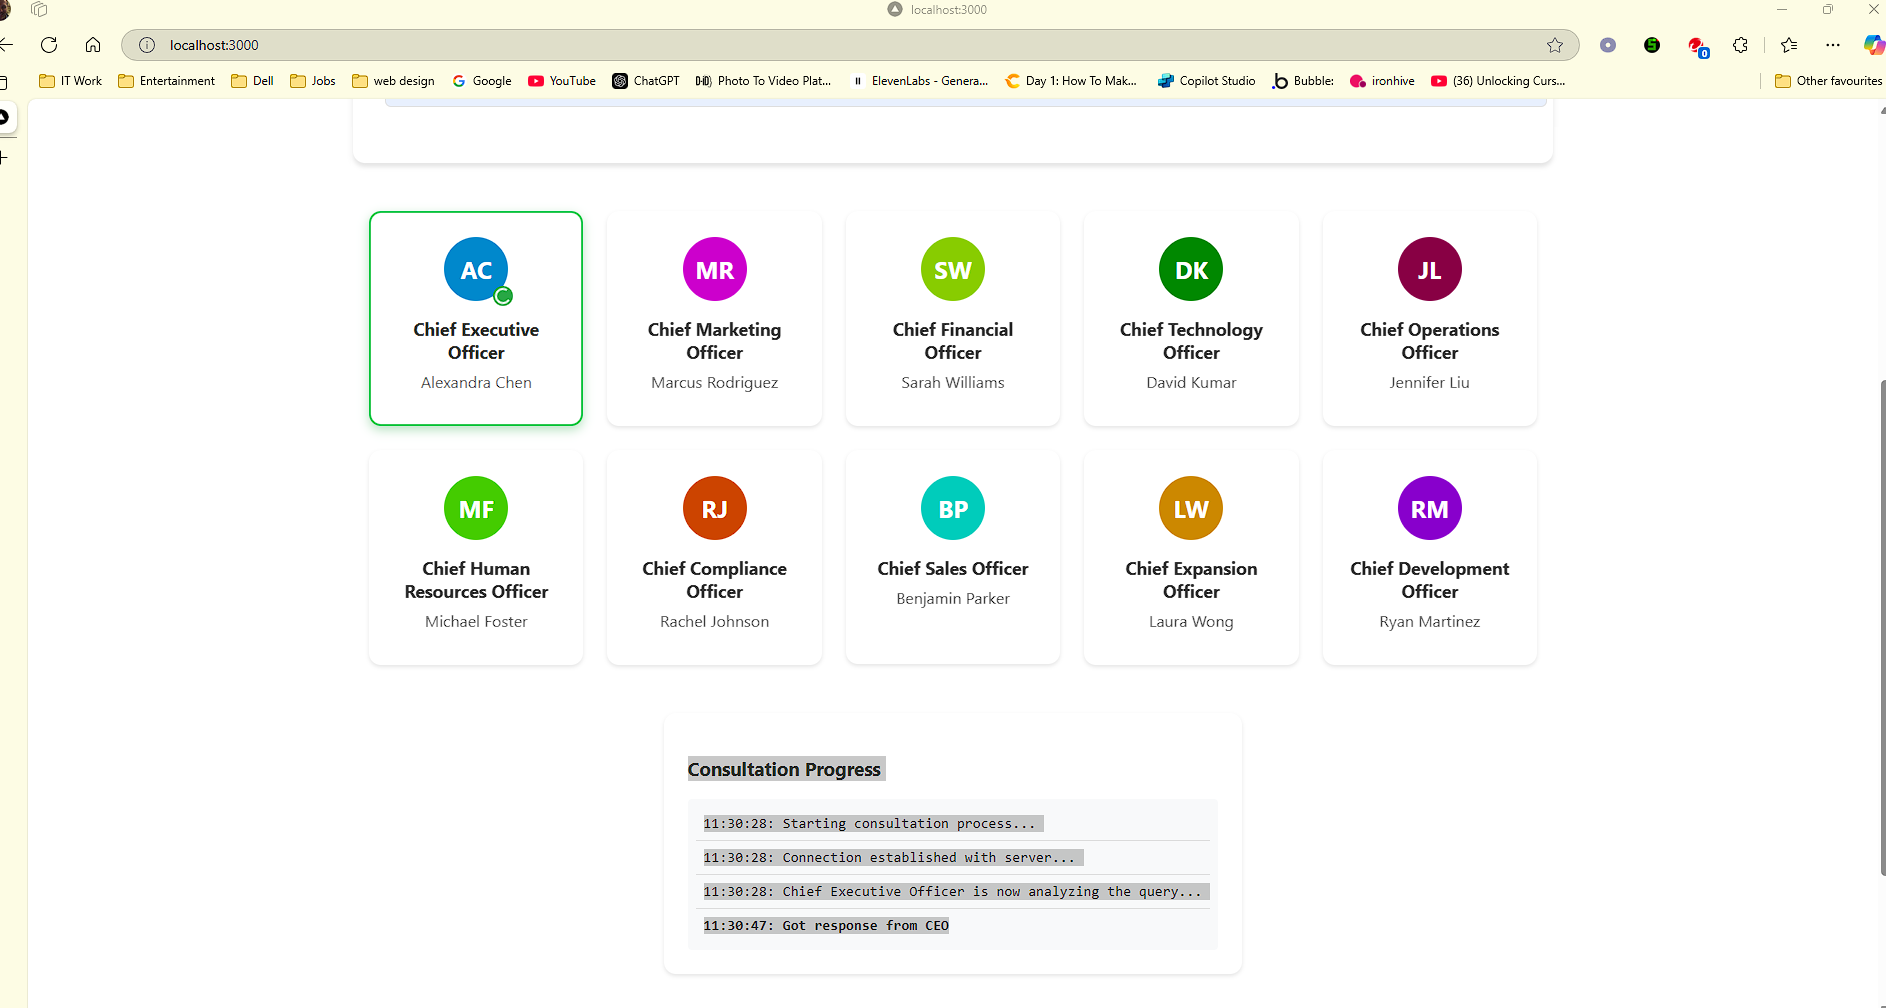 localhost:3000
localhost:3000
IT Work Entertainment Dell Jobs web design Google YouTube ChatGPT Photo To Video Plat... ElevenLabs - Genera... Day 1: How To Mak... Copilot Studio Bubble: ironhive (36) Unlocking Curs... Other favourites
AC MR SW DK JL
Chief Executive Chief Marketing Chief Financial Chief Technology Chief Operations
Officer Officer Officer Officer Officer
Alexandra Chen Marcus Rodriguez Sarah Williams David Kumar Jennifer Liu
MF RJ BP LW RM
Chief Human Chief Compliance Chief Sales Officer Chief Expansion Chief Development
Resources Officer Officer Benjamin Parker Officer Officer
Michael Foster Rachel Johnson Laura Wong Ryan Martinez
Consultation Progress
11:30:28: Starting consultation process...
11:30:28: Connection established with server...
11:30:28: Chief Executive Officer is now analyzing the query...
11:30:47: Got response from CEO